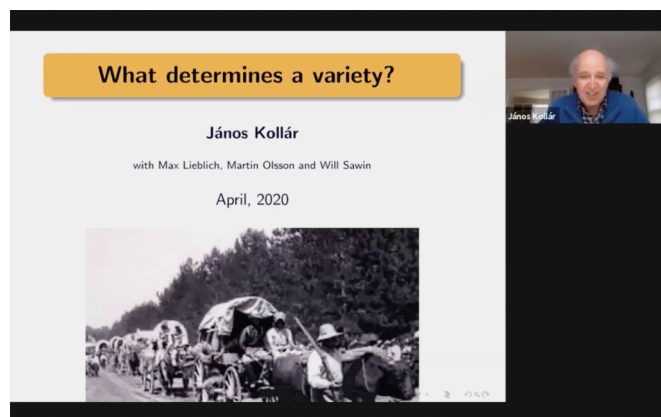 What determines a variety?
János Kollár
with Max Lieblich, Martin Olsson and Will Sawin
April, 2020
János Kollár